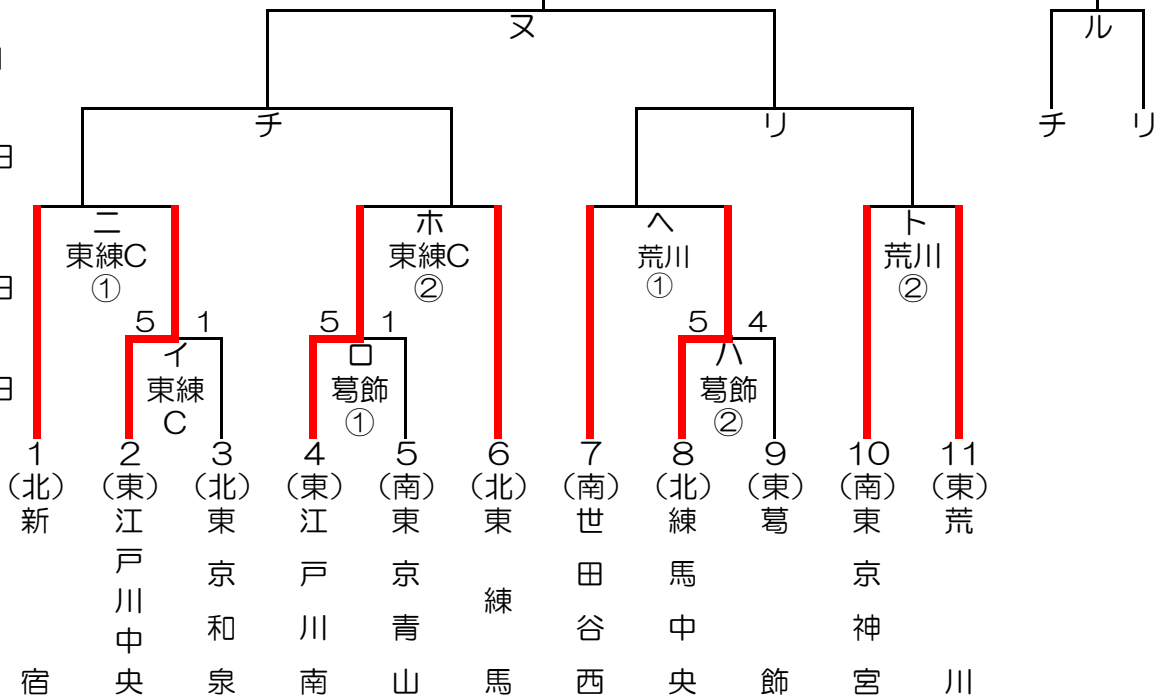 ヌ
ル
チ
リ
チ
リ
ニ
東練C
①
ホ
東練C
②
ヘ
荒川
①
ト
荒川
②
5 1
イ
東練
C
5 1
ロ
葛飾
①
5 4
ハ
葛飾
②
1
(北)
新宿
2
(東)
江戸川中央
3
(北)
東京和泉
4
(東)
江戸川南
5
(南)
東京青山
6
(北)
東練馬
7
(南)
世田谷西
8
(北)
練馬中央
9
(東)
葛飾
10
(南)
東京神宮
11
(東)
荒川